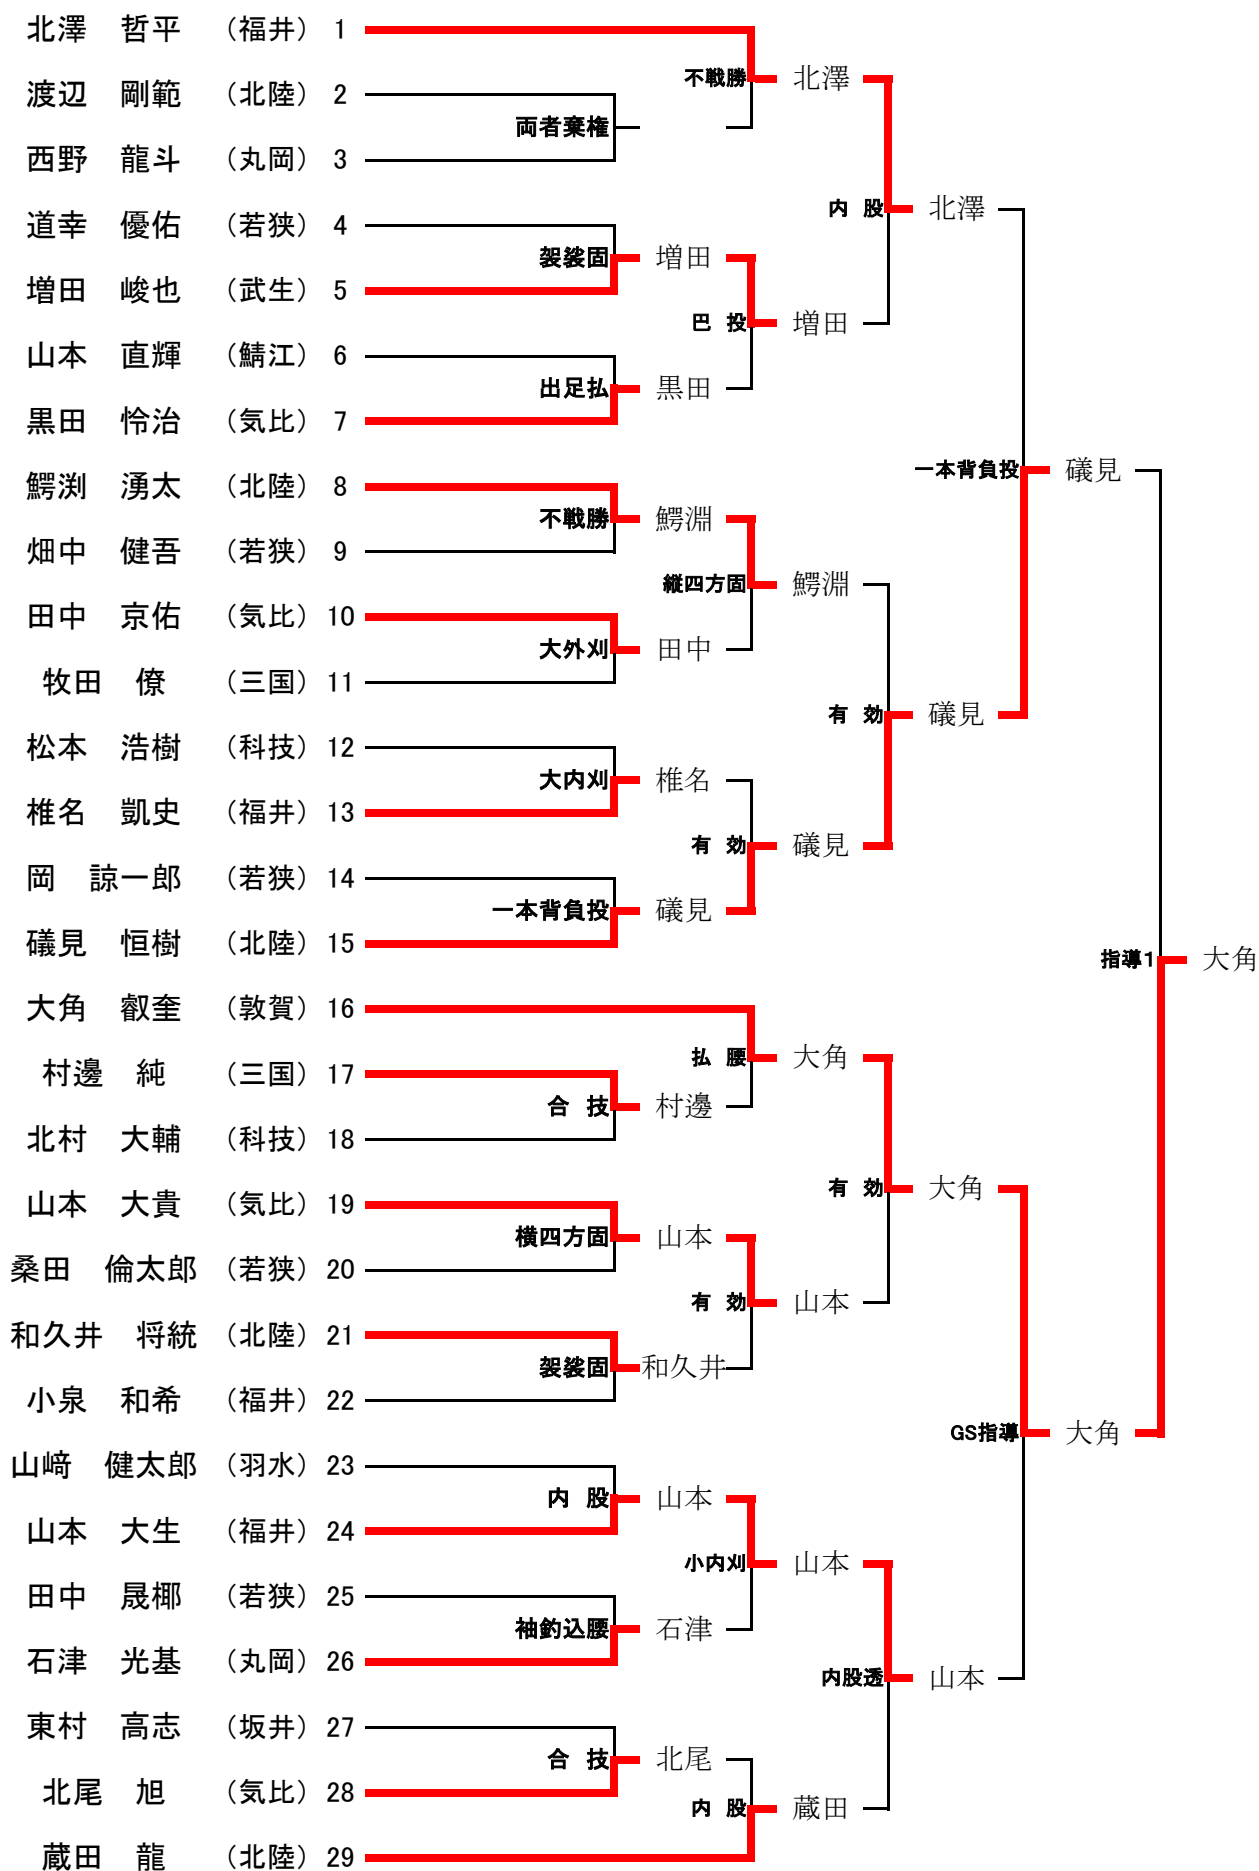 北澤　哲平　（福井）　1
不戦勝　北澤
渡辺　剛範　（北陸）　2
両者棄権
西野　龍斗　（丸岡）　3
内　股　北澤
道幸　優佑　（若狭）　4
袈裟固　増田
増田　峻也　（武生）　5
巴　投　増田
山本　直輝　（鯖江）　6
出足払　黒田
黒田　怜治　（気比）　7
一本背負投　礒見
鰐渕　湧太　（北陸）　8
不戦勝　鰐淵
畑中　健吾　（若狭）　9
縦四方固　鰐淵
田中　京佑　（気比）　10
大外刈　田中
牧田　僚　（三国）　11
有　効　礒見
松本　浩樹　（科技）　12
大内刈　椎名
椎名　凱史　（福井）　13
有　効　礒見
岡　諒一郎　（若狭）　14
一本背負投　礒見
礒見　恒樹　（北陸）　15
指導1　大角
大角　叡奎　（敦賀）　16
払　腰　大角
村邊　純　（三国）　17
合　技　村邊
北村　大輔　（科技）　18
有　効　大角
山本　大貴　（気比）　19
横四方固　山本
桑田　倫太郎　（若狭）　20
有　効　山本
和久井　将統　（北陸）　21
袈裟固　和久井
小泉　和希　（福井）　22
GS指導　大角
山﨑　健太郎　（羽水）　23
内　股　山本
山本　大生　（福井）　24
小内刈　山本
田中　晟椰　（若狭）　25
袖釣込腰　石津
石津　光基　（丸岡）　26
内股透　山本
東村　高志　（坂井）　27
合　技　北尾
北尾　旭　（気比）　28
内　股　蔵田
蔵田　龍　（北陸）　29